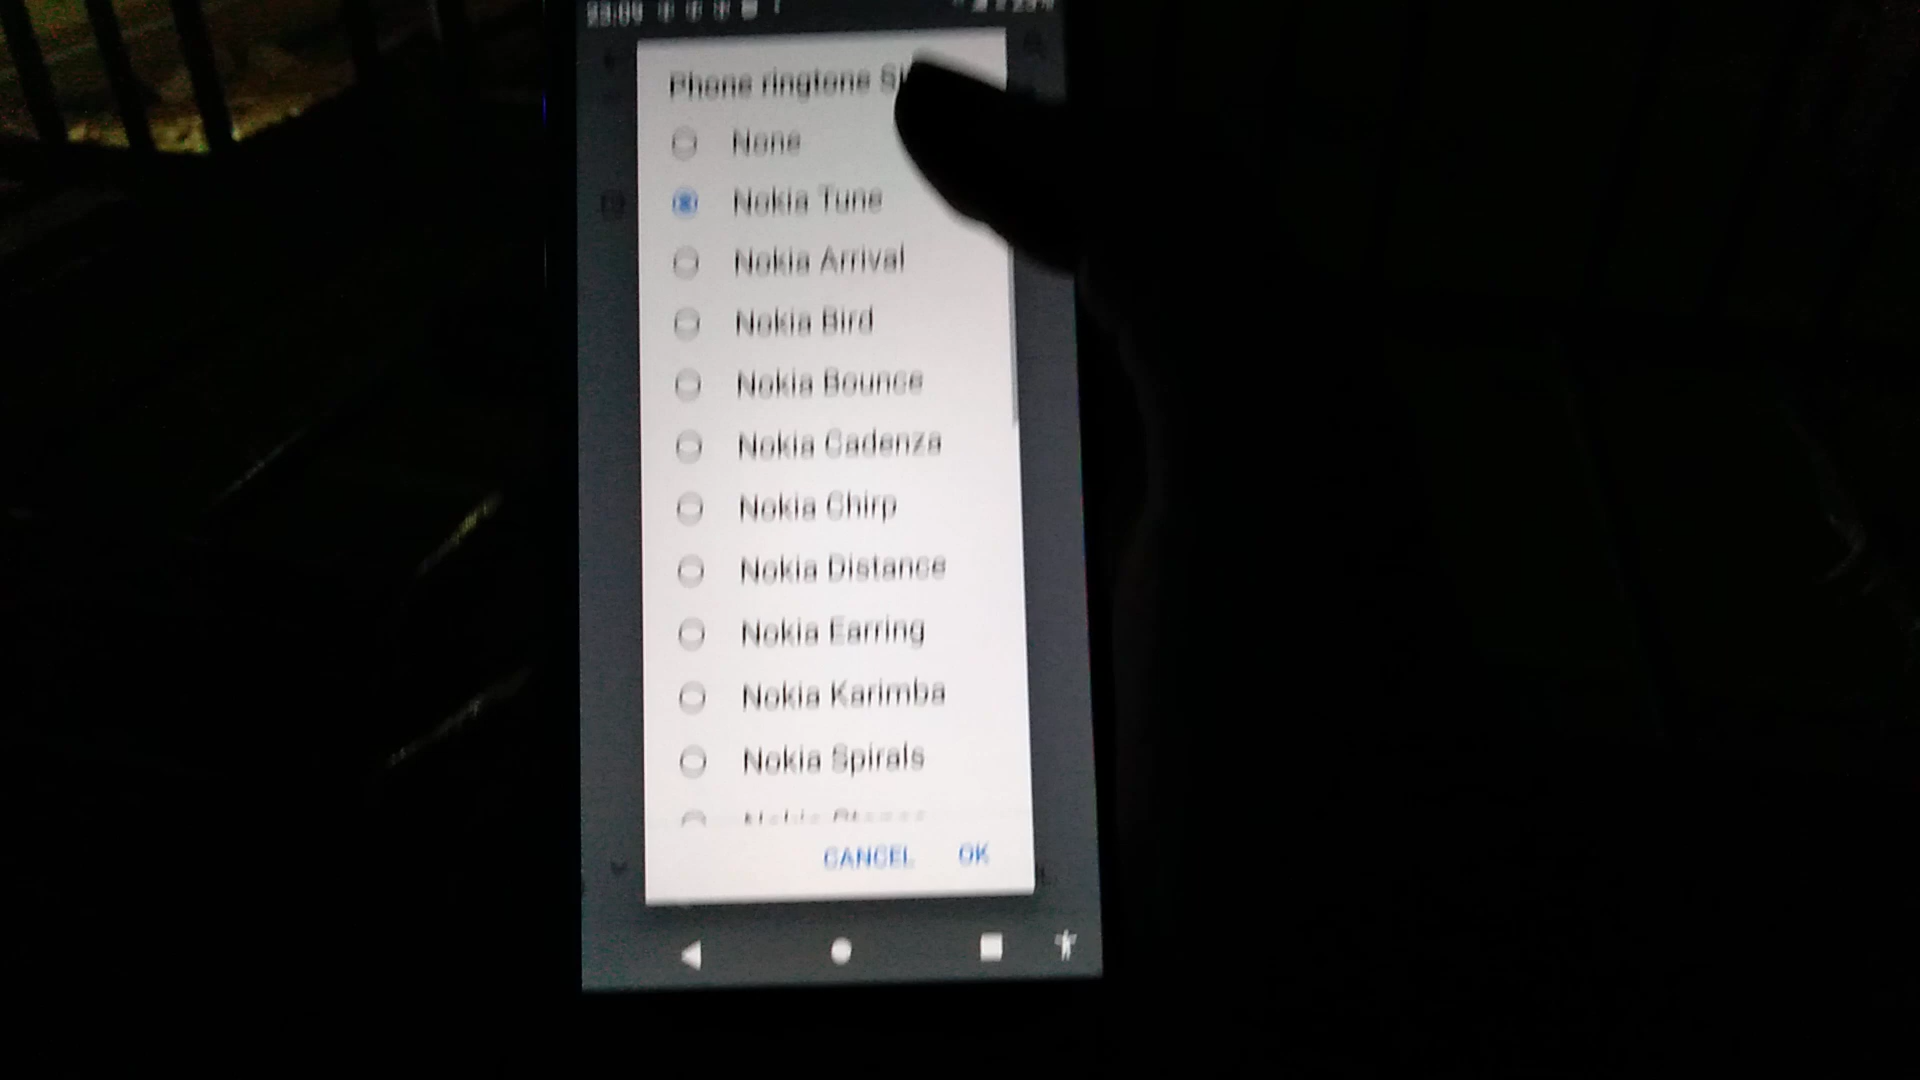 Phone ringtone
None
Nokia Tune
Nokia Arrival
Nokia Bird
Nokia Bounce
Nokia Cadenza
Nokia Chirp
Nokia Distance
Nokia Earring
Nokia Karimba
Nokia Spirals
Nokia
CANCEL OK